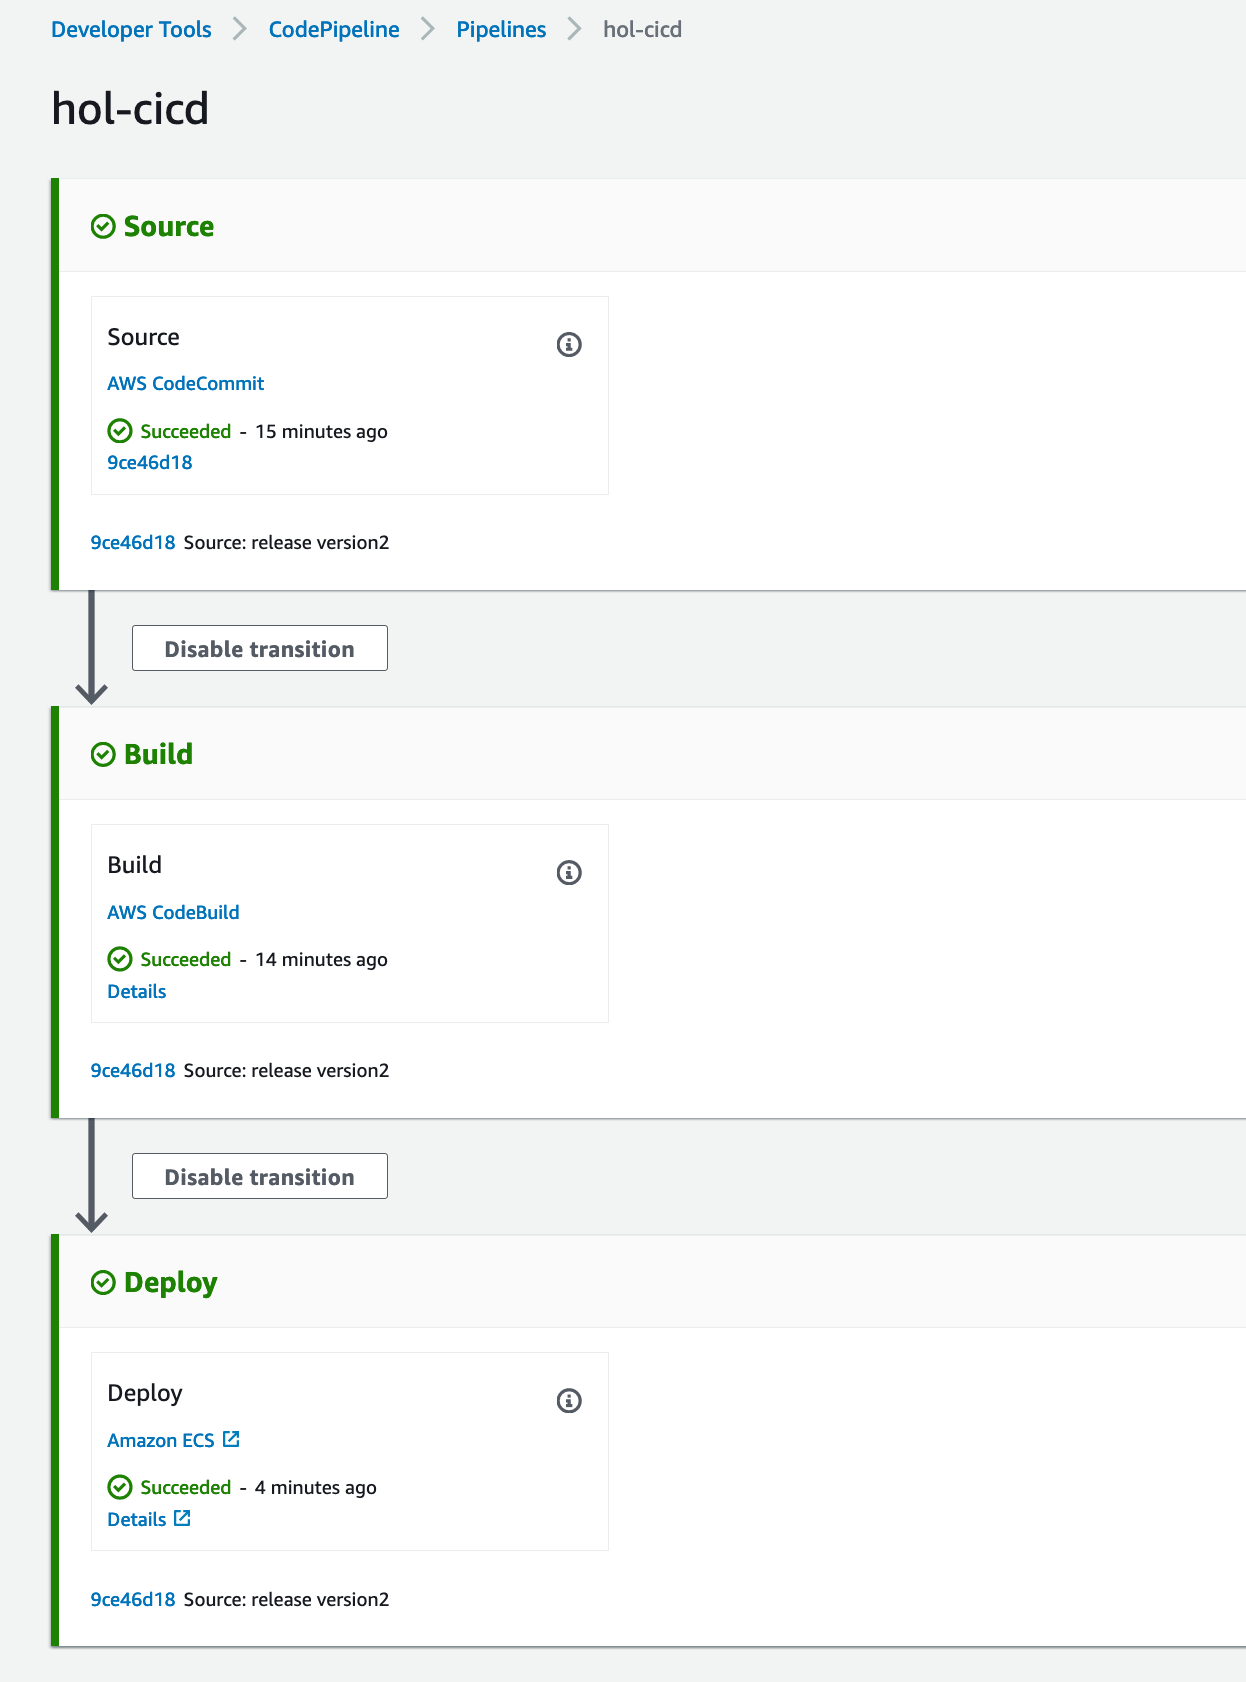 Developer Tools > CodePipeline > Pipelines > hol-cicd
hol-cicd
Source
Source
AWS CodeCommit
Succeeded - 15 minutes ago
9ce46d18
9ce46d18 Source: release version2
Disable transition
Build
Build
AWS CodeBuild
Succeeded - 14 minutes ago
Details
9ce46d18 Source: release version2
Disable transition
Deploy
Deploy
Amazon ECS
Succeeded - 4 minutes ago
Details
9ce46d18 Source: release version2